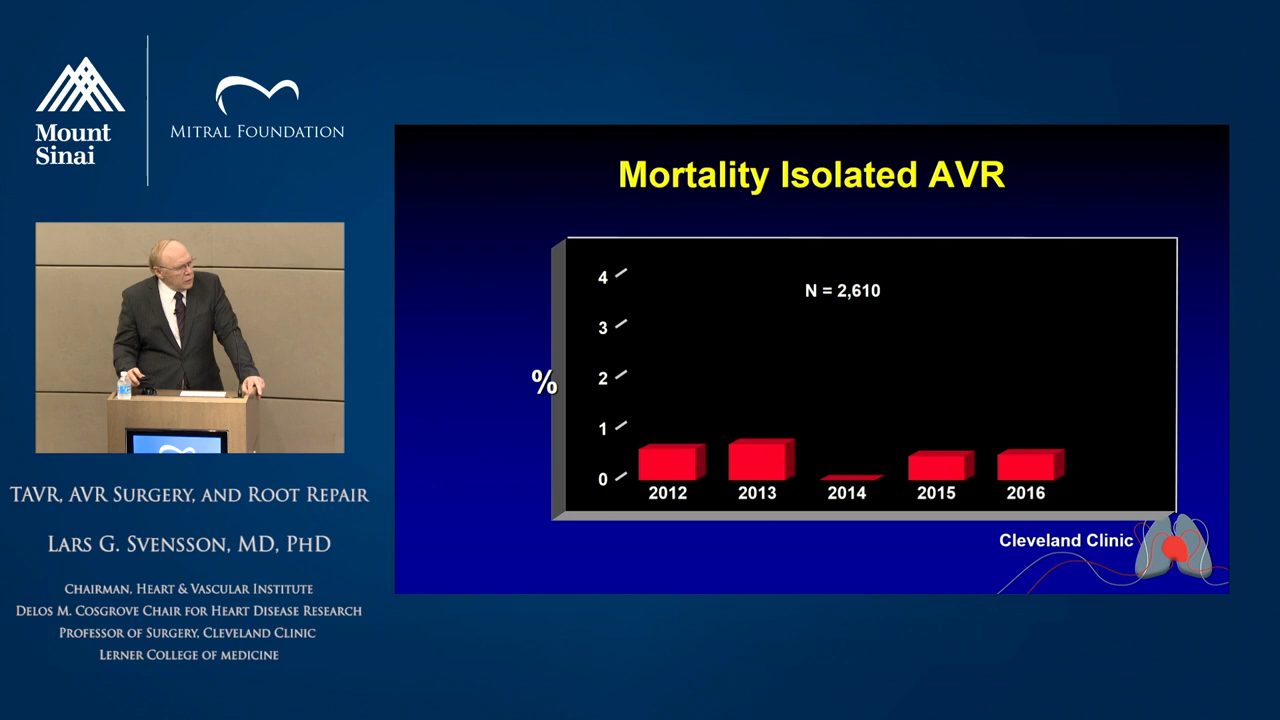 Mount
Sinai
MITRAL FOUNDATION
TAVR, AVR SURGERY, AND ROOT REPAIR
LARS G. SVENSSON, MD, PHD
CHAIRMAN, HEART & VASCULAR INSTITUTE
DELOS M. COSGROVE CHAIR FOR HEART DISEASE RESEARCH
PROFESSOR OF SURGERY, CLEVELAND CLINIC
LERNER COLLEGE OF MEDICINE
Mortality Isolated AVR
N = 2,610
%
4
3
2
1
0
2012 2013 2014 2015 2016
Cleveland Clinic